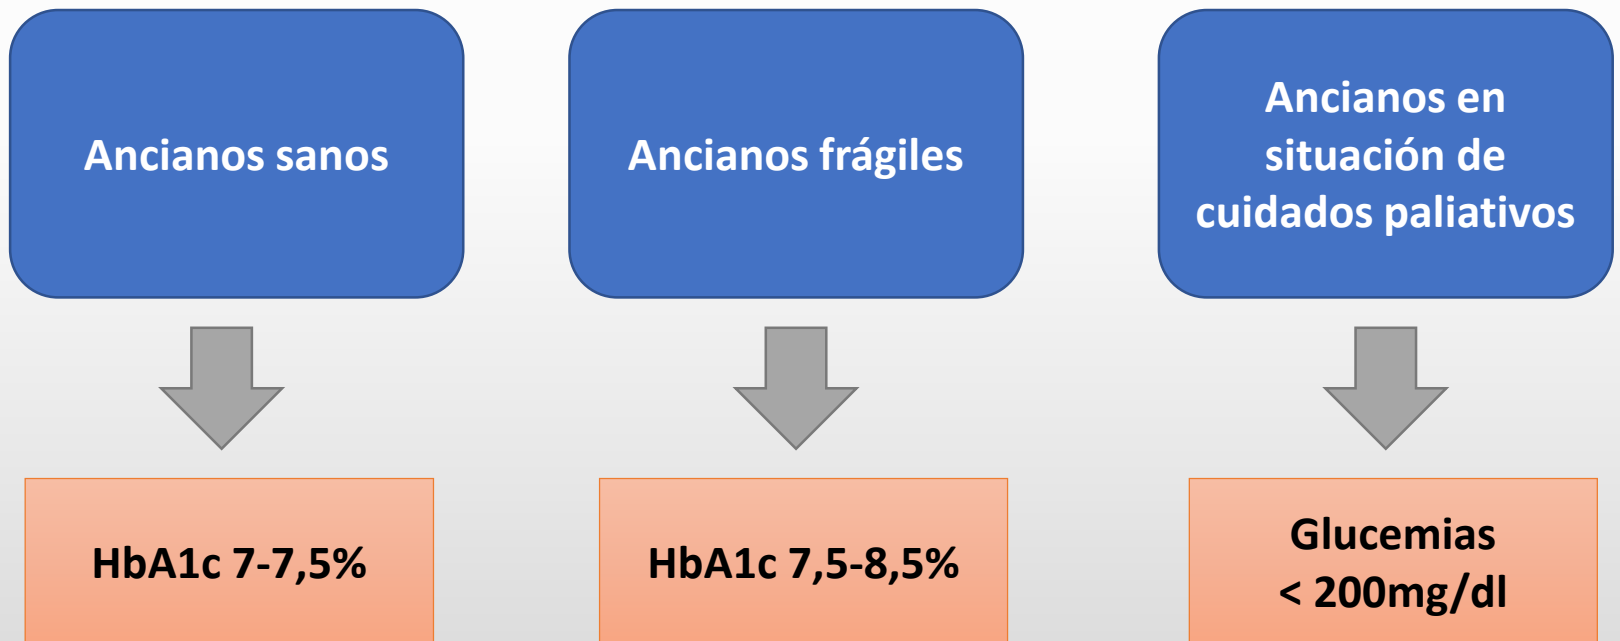 Ancianos sanos
Ancianos frágiles
Ancianos en
situación de
cuidados paliativos
HbA1c 7-7,5%
HbA1c 7,5-8,5%
Glucemias
< 200mg/dl